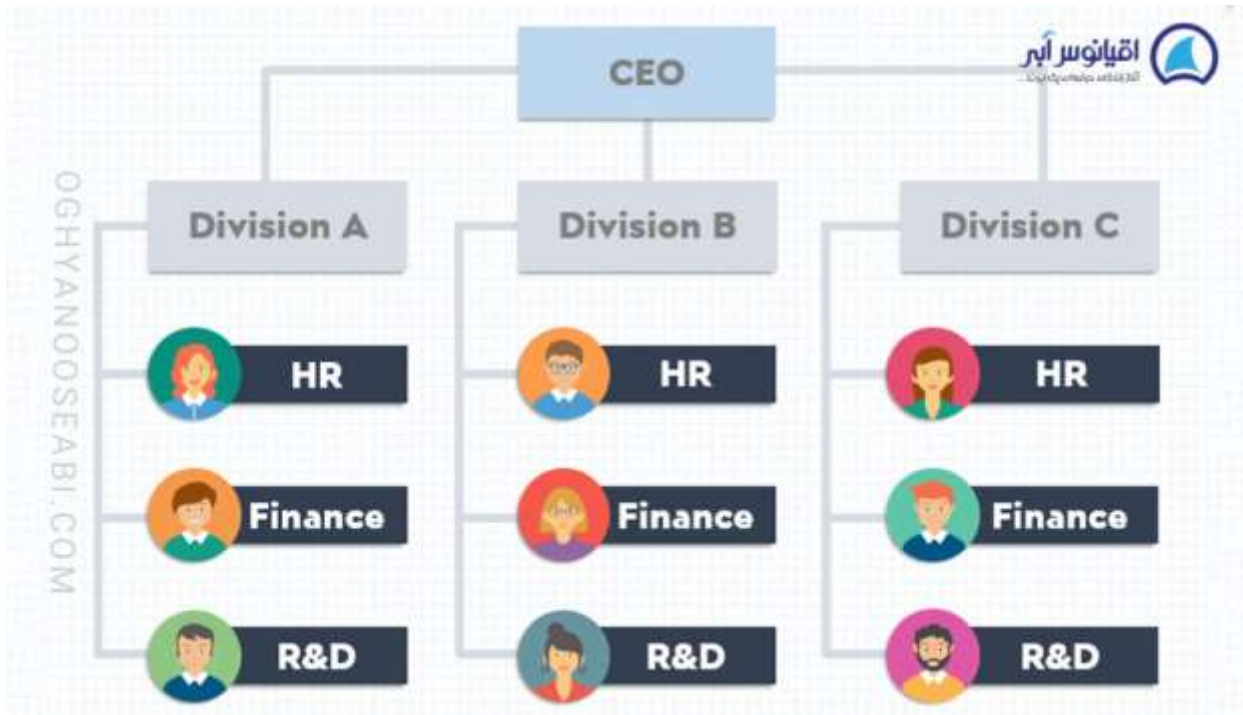 CEO
اقیانوس آبی
Division A
Division B
Division C
HR
HR
HR
Finance
Finance
Finance
R&D
R&D
R&D
OGHYANOOSEABI.COM